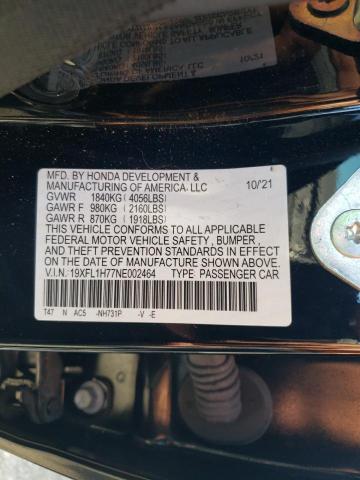 MFD. BY HONDA DEVELOPMENT &
MANUFACTURING OF AMERICA. LLC 10/21
GVWR 1840KG (4056LBS)
GAWR F 980KG (2160LBS)
GAWR R 870KG (1918LBS)
THIS VEHICLE CONFORMS TO ALL APPLICABLE
FEDERAL MOTOR VEHICLE SAFETY , BUMPER ,
AND THEFT PREVENTION STANDARDS IN EFFECT
ON THE DATE OF MANUFACTURE SHOWN ABOVE.
V.I.N.: 19XFL1H77NE002464 TYPE PASSENGER CAR
T47 N AC5 -NH731P -V -E